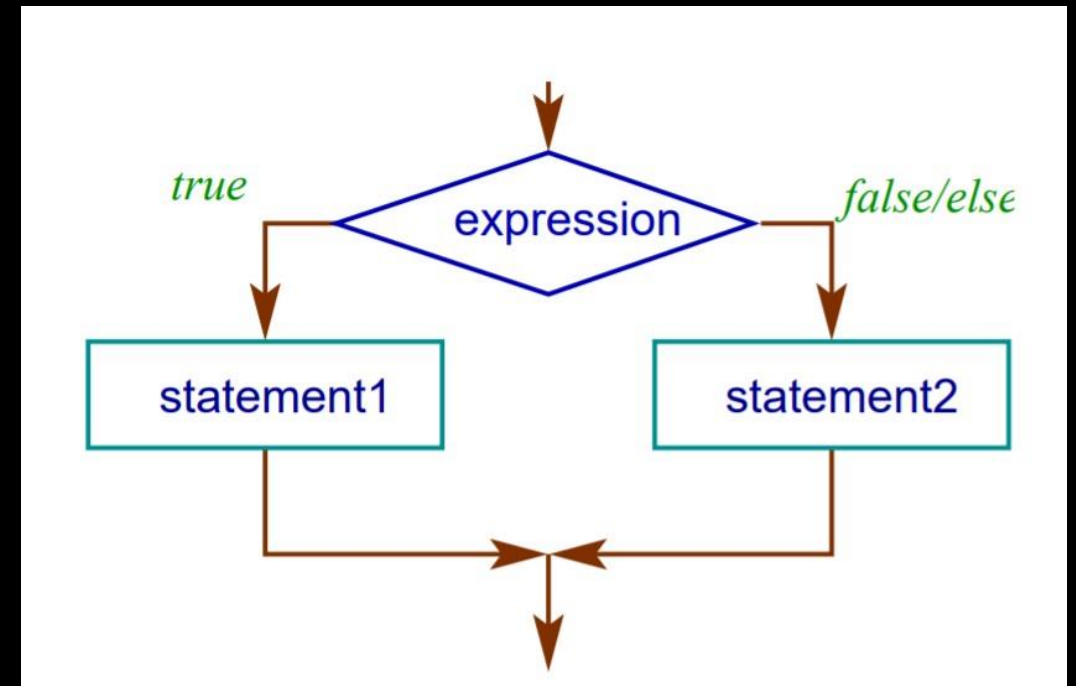 true
false/else
expression
statement1
statement2